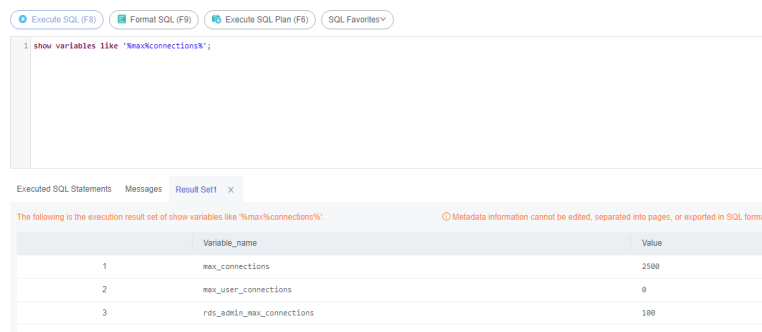 Execute SQL (F8) Format SQL (F9) Execute SQL Plan (F6) SQL Favorites
1 show variables like '%max%connections%';
Executed SQL Statements Messages Result Set1 X
The following is the execution result set of show variables like '%max%connections%'. Metadata information cannot be edited, separated into pages, or exported in SQL forma
Variable_name Value
1 max_connections 2500
2 max_user_connections 0
3 rds_admin_max_connections 100